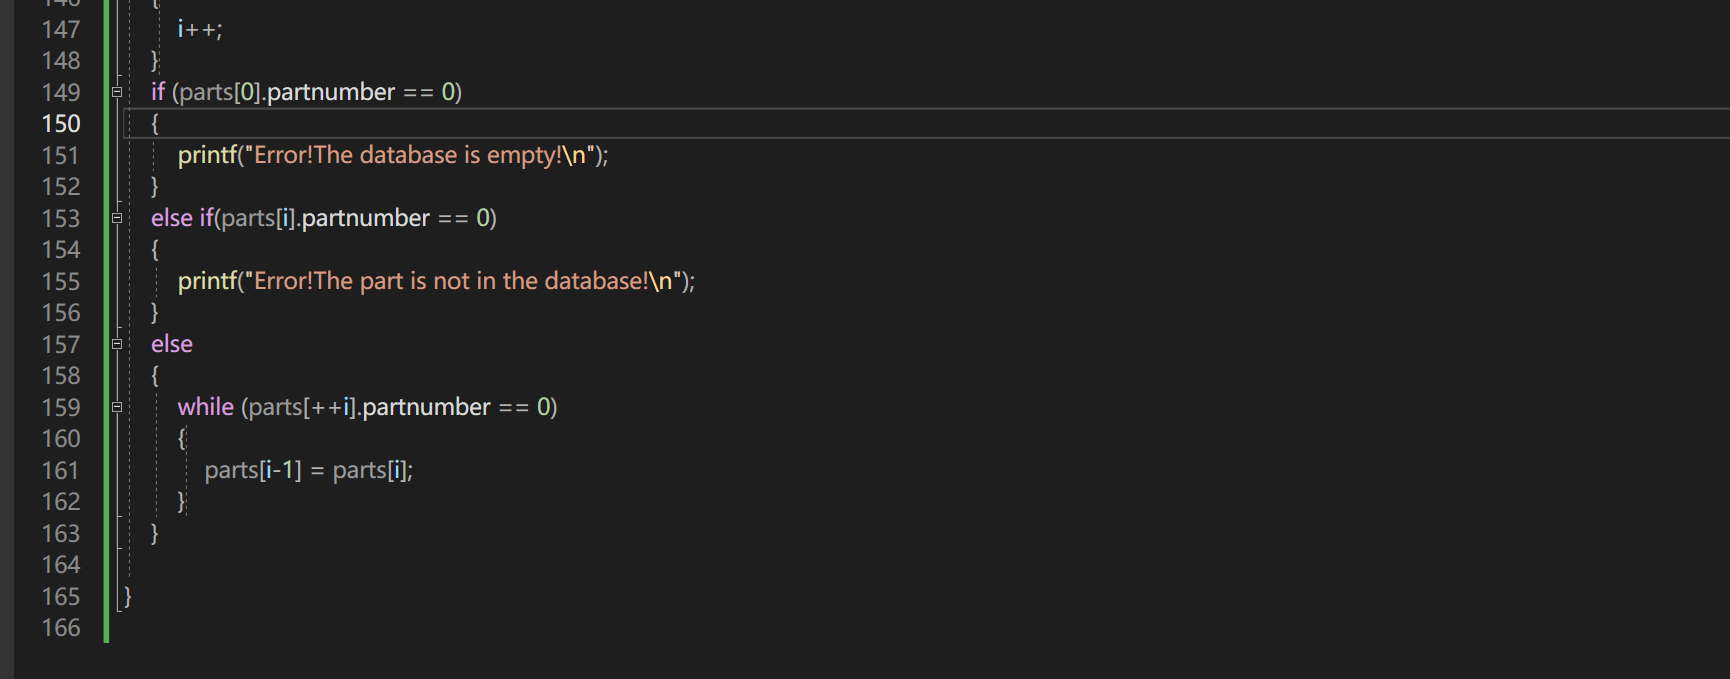 146 {
147 i++;
148 }
149 if (parts[0].partnumber == 0)
150 {
151 printf("Error!The database is empty!\n");
152 }
153 else if(parts[i].partnumber == 0)
154 {
155 printf("Error!The part is not in the database!\n");
156 }
157 else
158 {
159 while (parts[++i].partnumber == 0)
160 {
161 parts[i-1] = parts[i];
162 }
163 }
164
165 }
166